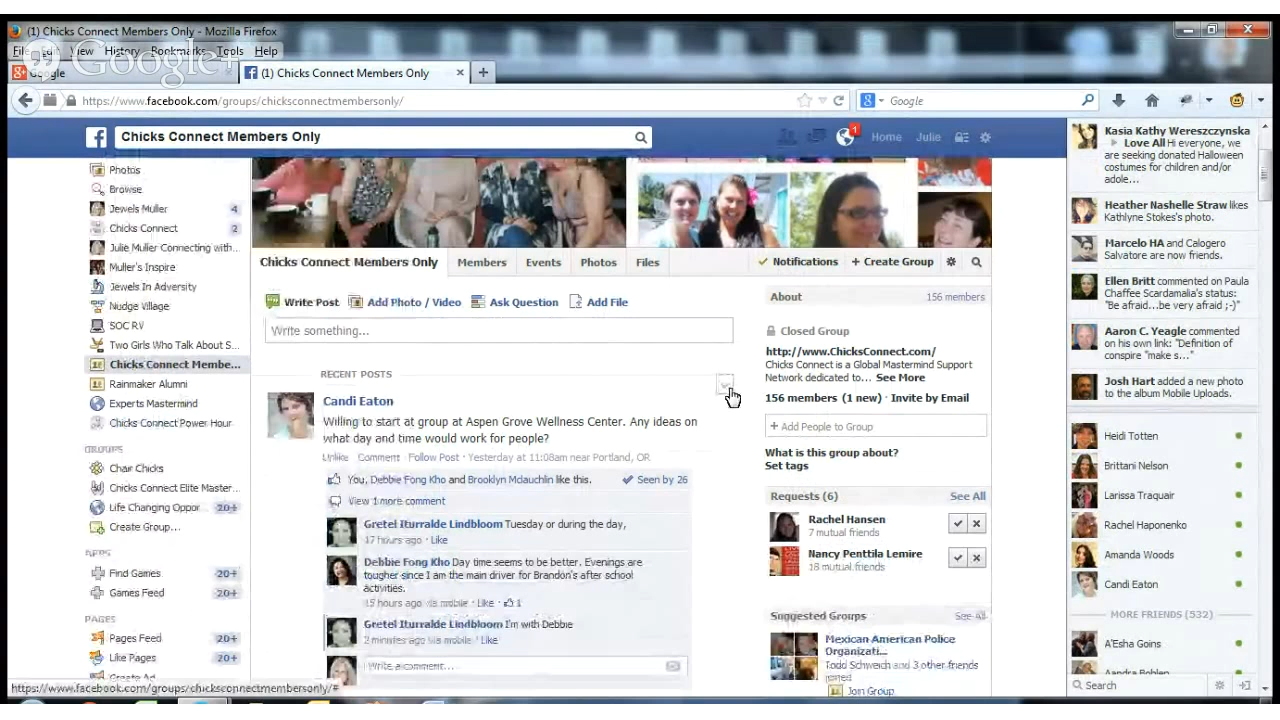 (1) Chicks Connect Members Only - Mozilla Firefox
File Edit View History Bookmarks Tools Help
Google+
Google
(1) Chicks Connect Members Only
https://www.facebook.com/groups/chicksconnectmembersonly/
Google
Chicks Connect Members Only
1
Home Julie
Photos
Browse
Jewels Muller 4
Chicks Connect 2
Julie Muller Connecting with...
Muller's Inspire
Jewels In Adversity
Nudge Village
SOC RV
Two Girls Who Talk About S...
Chicks Connect Membe...
Rainmaker Alumni
Experts Mastermind
Chicks Connect Power Hour
GROUPS
Chair Chicks
Chicks Connect Elite Master...
Life Changing Oppor... 20+
Create Group...
APPS
Find Games 20+
Games Feed 20+
PAGES
Pages Feed 20+
Like Pages 20+
Create Ad
https://www.facebook.com/groups/chicksconnectmembersonly/#
Chicks Connect Members Only Members Events Photos Files
Notifications + Create Group
Write Post Add Photo / Video Ask Question Add File
Write something...
RECENT POSTS
Candi Eaton
Willing to start at group at Aspen Grove Wellness Center. Any ideas on
what day and time would work for people?
Unlike · Comment · Follow Post · Yesterday at 11:08am near Portland, OR
You, Debbie Fong Kho and Brooklyn Mclauchlin like this. Seen by 26
View 1 more comment
Gretel Iturralde Lindbloom Tuesday or during the day,
17 hours ago · Like
Debbie Fong Kho Day time seems to be better. Evenings are
tougher since I am the main driver for Brandon's after school
activities.
15 hours ago via mobile · Like · 1
Gretel Iturralde Lindbloom I'm with Debbie
2 minutes ago via mobile · Like
Write a comment...
About 156 members
Closed Group
http://www.ChicksConnect.com/
Chicks Connect is a Global Mastermind Support
Network dedicated to... See More
156 members (1 new) · Invite by Email
+ Add People to Group
What is this group about?
Set tags
Requests (6) See All
Rachel Hansen
7 mutual friends
Nancy Penttila Lemire
18 mutual friends
Suggested Groups See All
Mexican American Police
Organizati...
Todd Schweich and 3 other friends
joined
Join Group
Kasia Kathy Wereszczynska
Love All Hi everyone, we
are seeking donated Halloween
costumes for children and/or
adole...
Heather Nashelle Straw likes
Kathlyne Stokes's photo.
Marcelo HA and Calogero
Salvatore are now friends.
Ellen Britt commented on Paula
Chaffee Scardamalia's status:
"Be afraid...be very afraid ;-)"
Aaron C. Yeagle commented
on his own link: "Definition of
conspire "make s..."
Josh Hart added a new photo
to the album Mobile Uploads.
Heidi Totten
Brittani Nelson
Larissa Traquair
Rachel Haponenko
Amanda Woods
Candi Eaton
MORE FRIENDS (532)
A'Esha Goins
Search